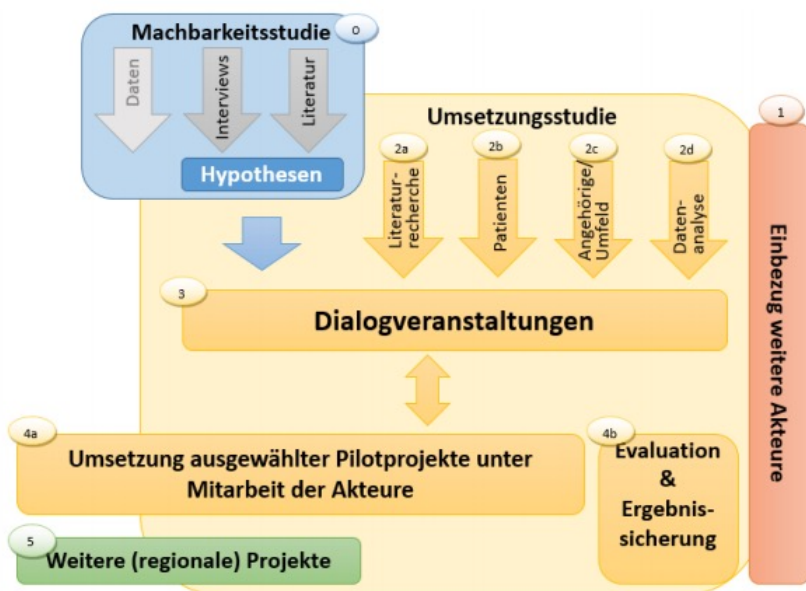 Machbarkeitsstudie
0
Daten
Interviews
Literatur
Hypothesen
Umsetzungsstudie
1
Einbezug weitere Akteure
2a
Literatur-
recherche
2b
Patienten
2c
Angehörige/
Umfeld
2d
Daten-
analyse
3
Dialogveranstaltungen
4a
Umsetzung ausgewählter Pilotprojekte unter
Mitarbeit der Akteure
4b
Evaluation
&
Ergebnis-
sicherung
5
Weitere (regionale) Projekte